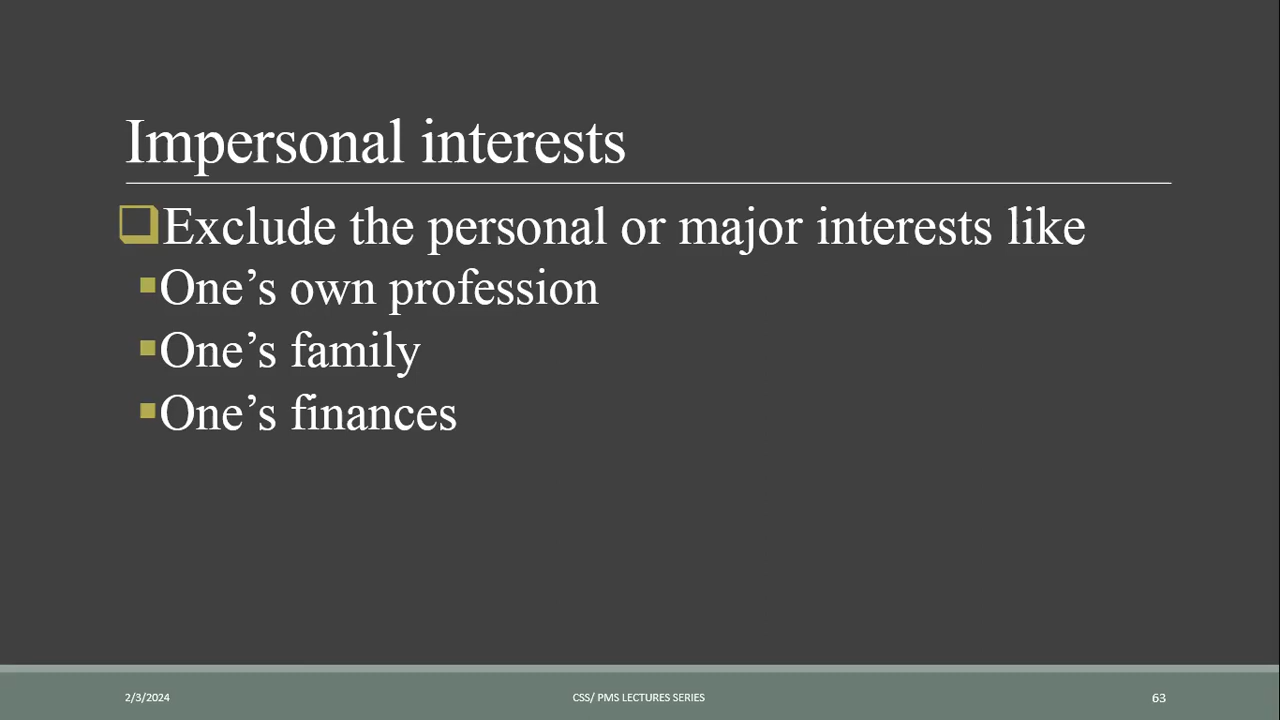 Impersonal interests
Exclude the personal or major interests like
One’s own profession
One’s family
One’s finances
2/3/2024
CSS/ PMS LECTURES SERIES
63